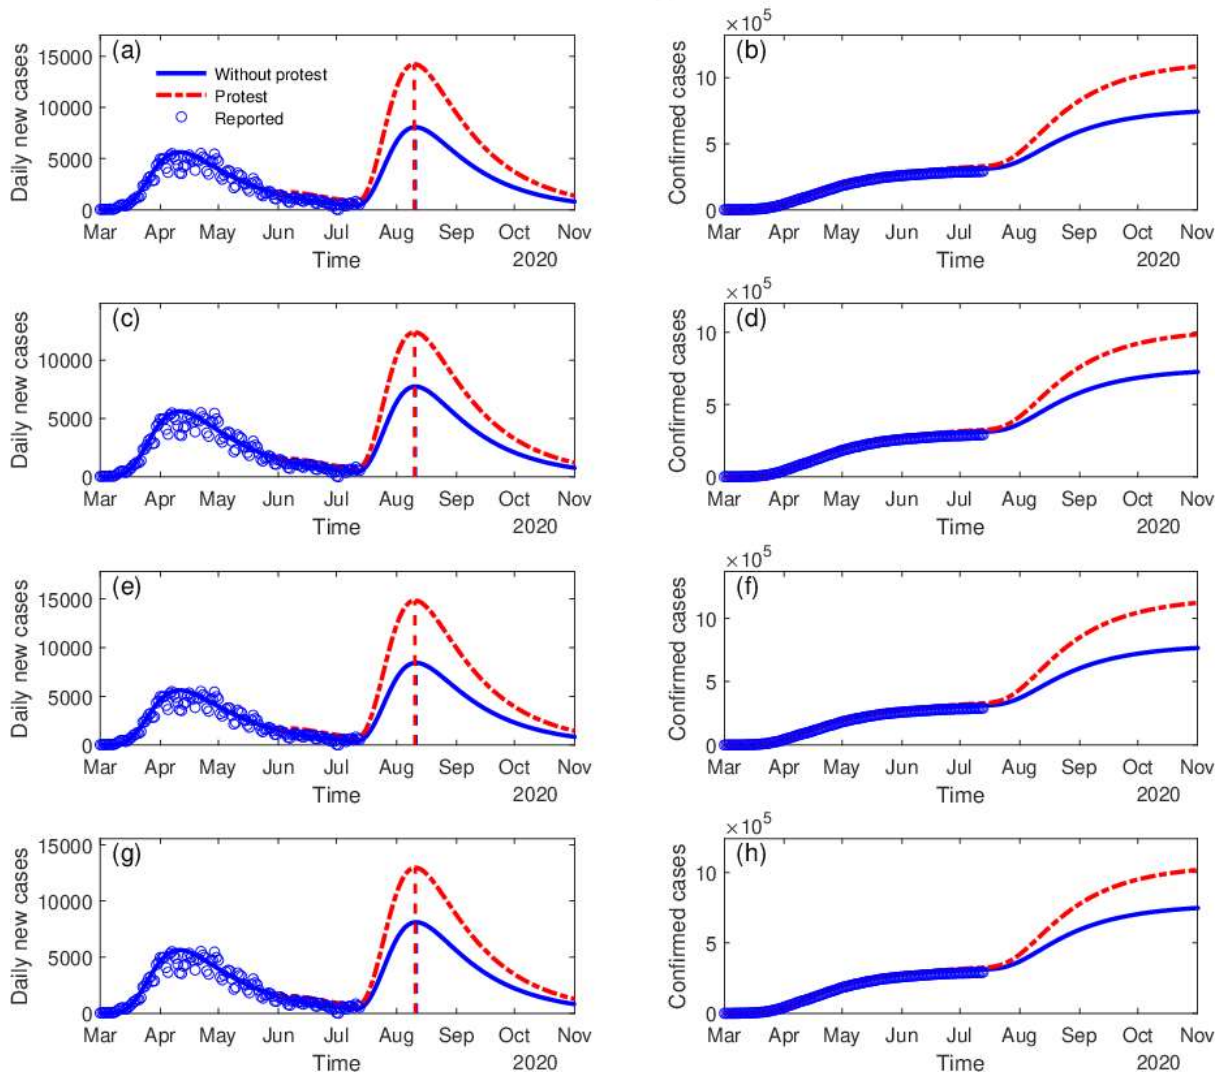 (a)
Without protest
Protest
Reported
Daily new cases
15000
10000
5000
0
Mar Apr May Jun Jul Aug Sep Oct Nov
Time 2020
×10^5
(b)
Confirmed cases
10
5
0
Mar Apr May Jun Jul Aug Sep Oct Nov
Time 2020
(c)
Daily new cases
10000
5000
0
Mar Apr May Jun Jul Aug Sep Oct Nov
Time 2020
×10^5
(d)
Confirmed cases
10
5
0
Mar Apr May Jun Jul Aug Sep Oct Nov
Time 2020
(e)
Daily new cases
15000
10000
5000
0
Mar Apr May Jun Jul Aug Sep Oct Nov
Time 2020
×10^5
(f)
Confirmed cases
10
5
0
Mar Apr May Jun Jul Aug Sep Oct Nov
Time 2020
(g)
Daily new cases
15000
10000
5000
0
Mar Apr May Jun Jul Aug Sep Oct Nov
Time 2020
×10^5
(h)
Confirmed cases
10
5
0
Mar Apr May Jun Jul Aug Sep Oct Nov
Time 2020